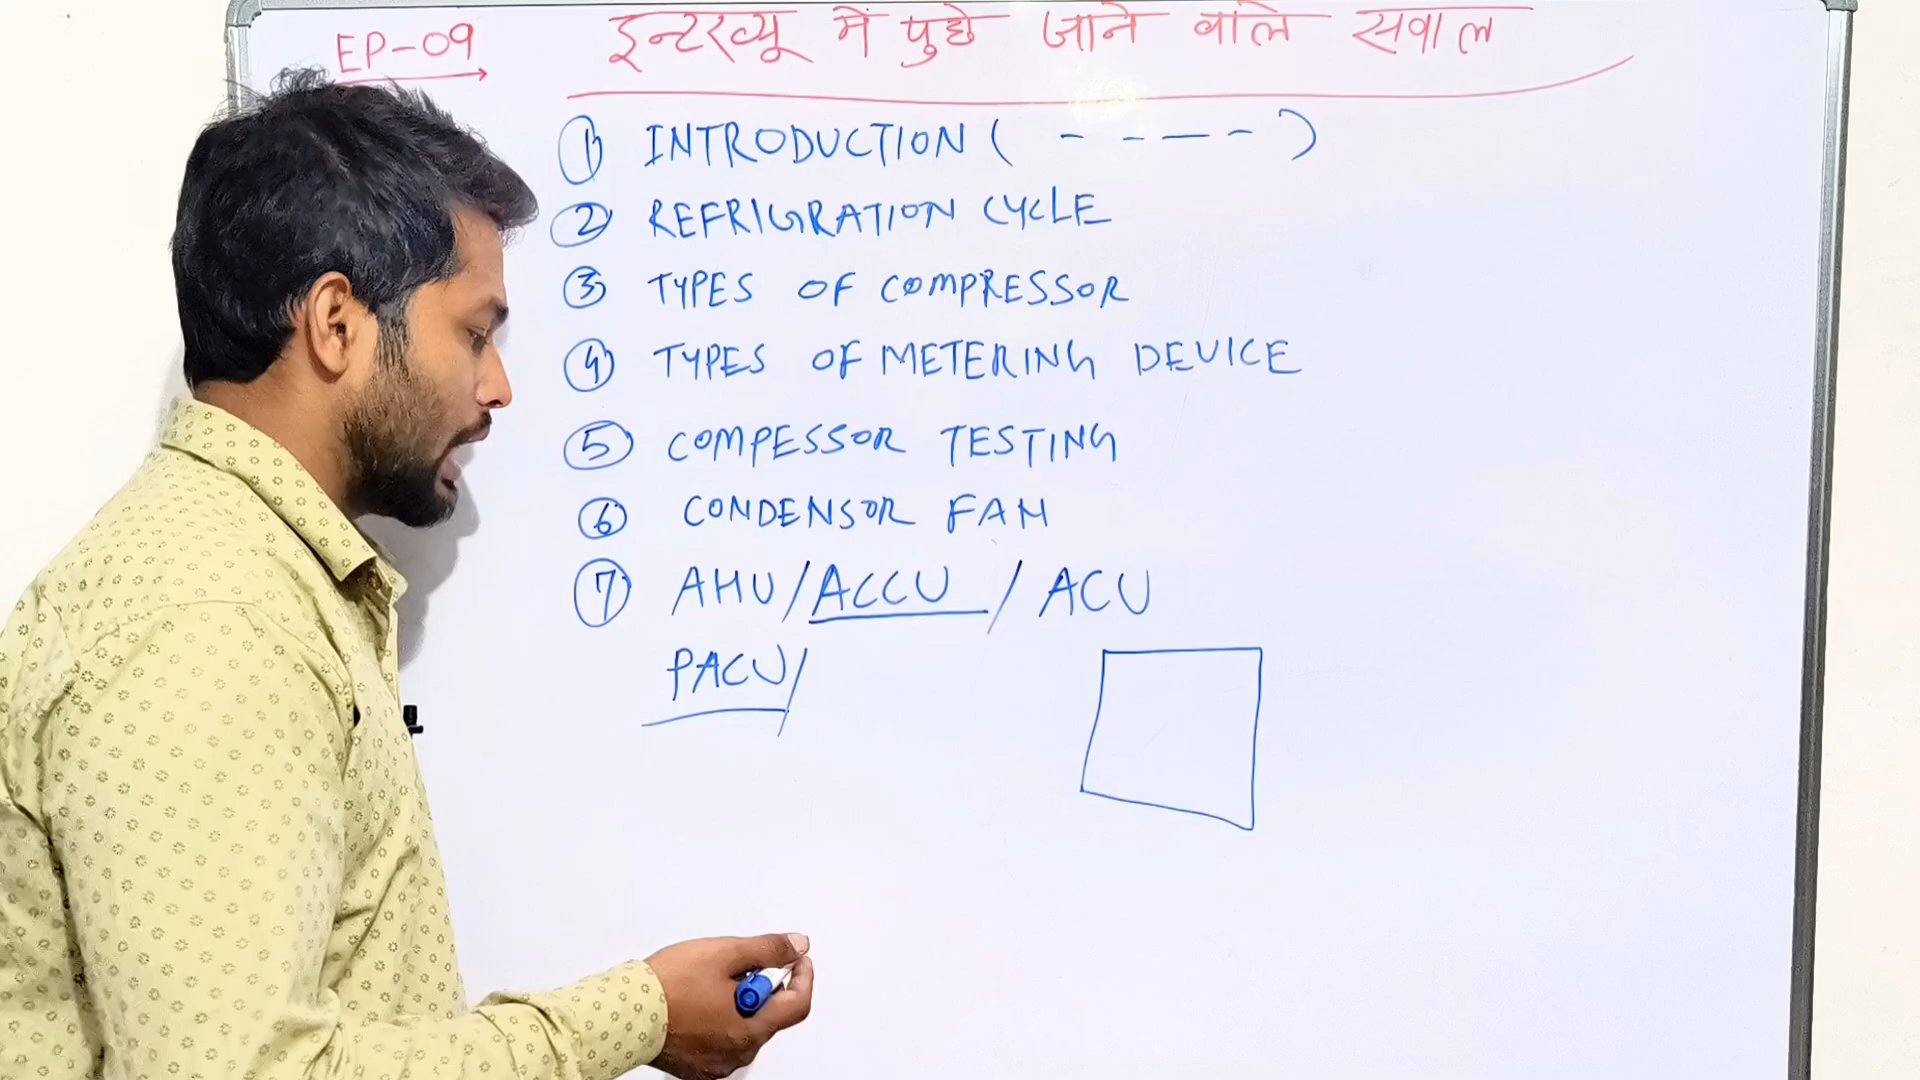 EP-09
इन्टरव्यू में पुछे जाने वाले सवाल
① INTRODUCTION ( - - — - )
② REFRIGRATION CYCLE
③ TYPES OF COMPRESSOR
④ TYPES OF METERING DEVICE
⑤ COMPESSOR TESTING
⑥ CONDENSOR FAN
⑦ AHU/ACCU/ACU
PACU/